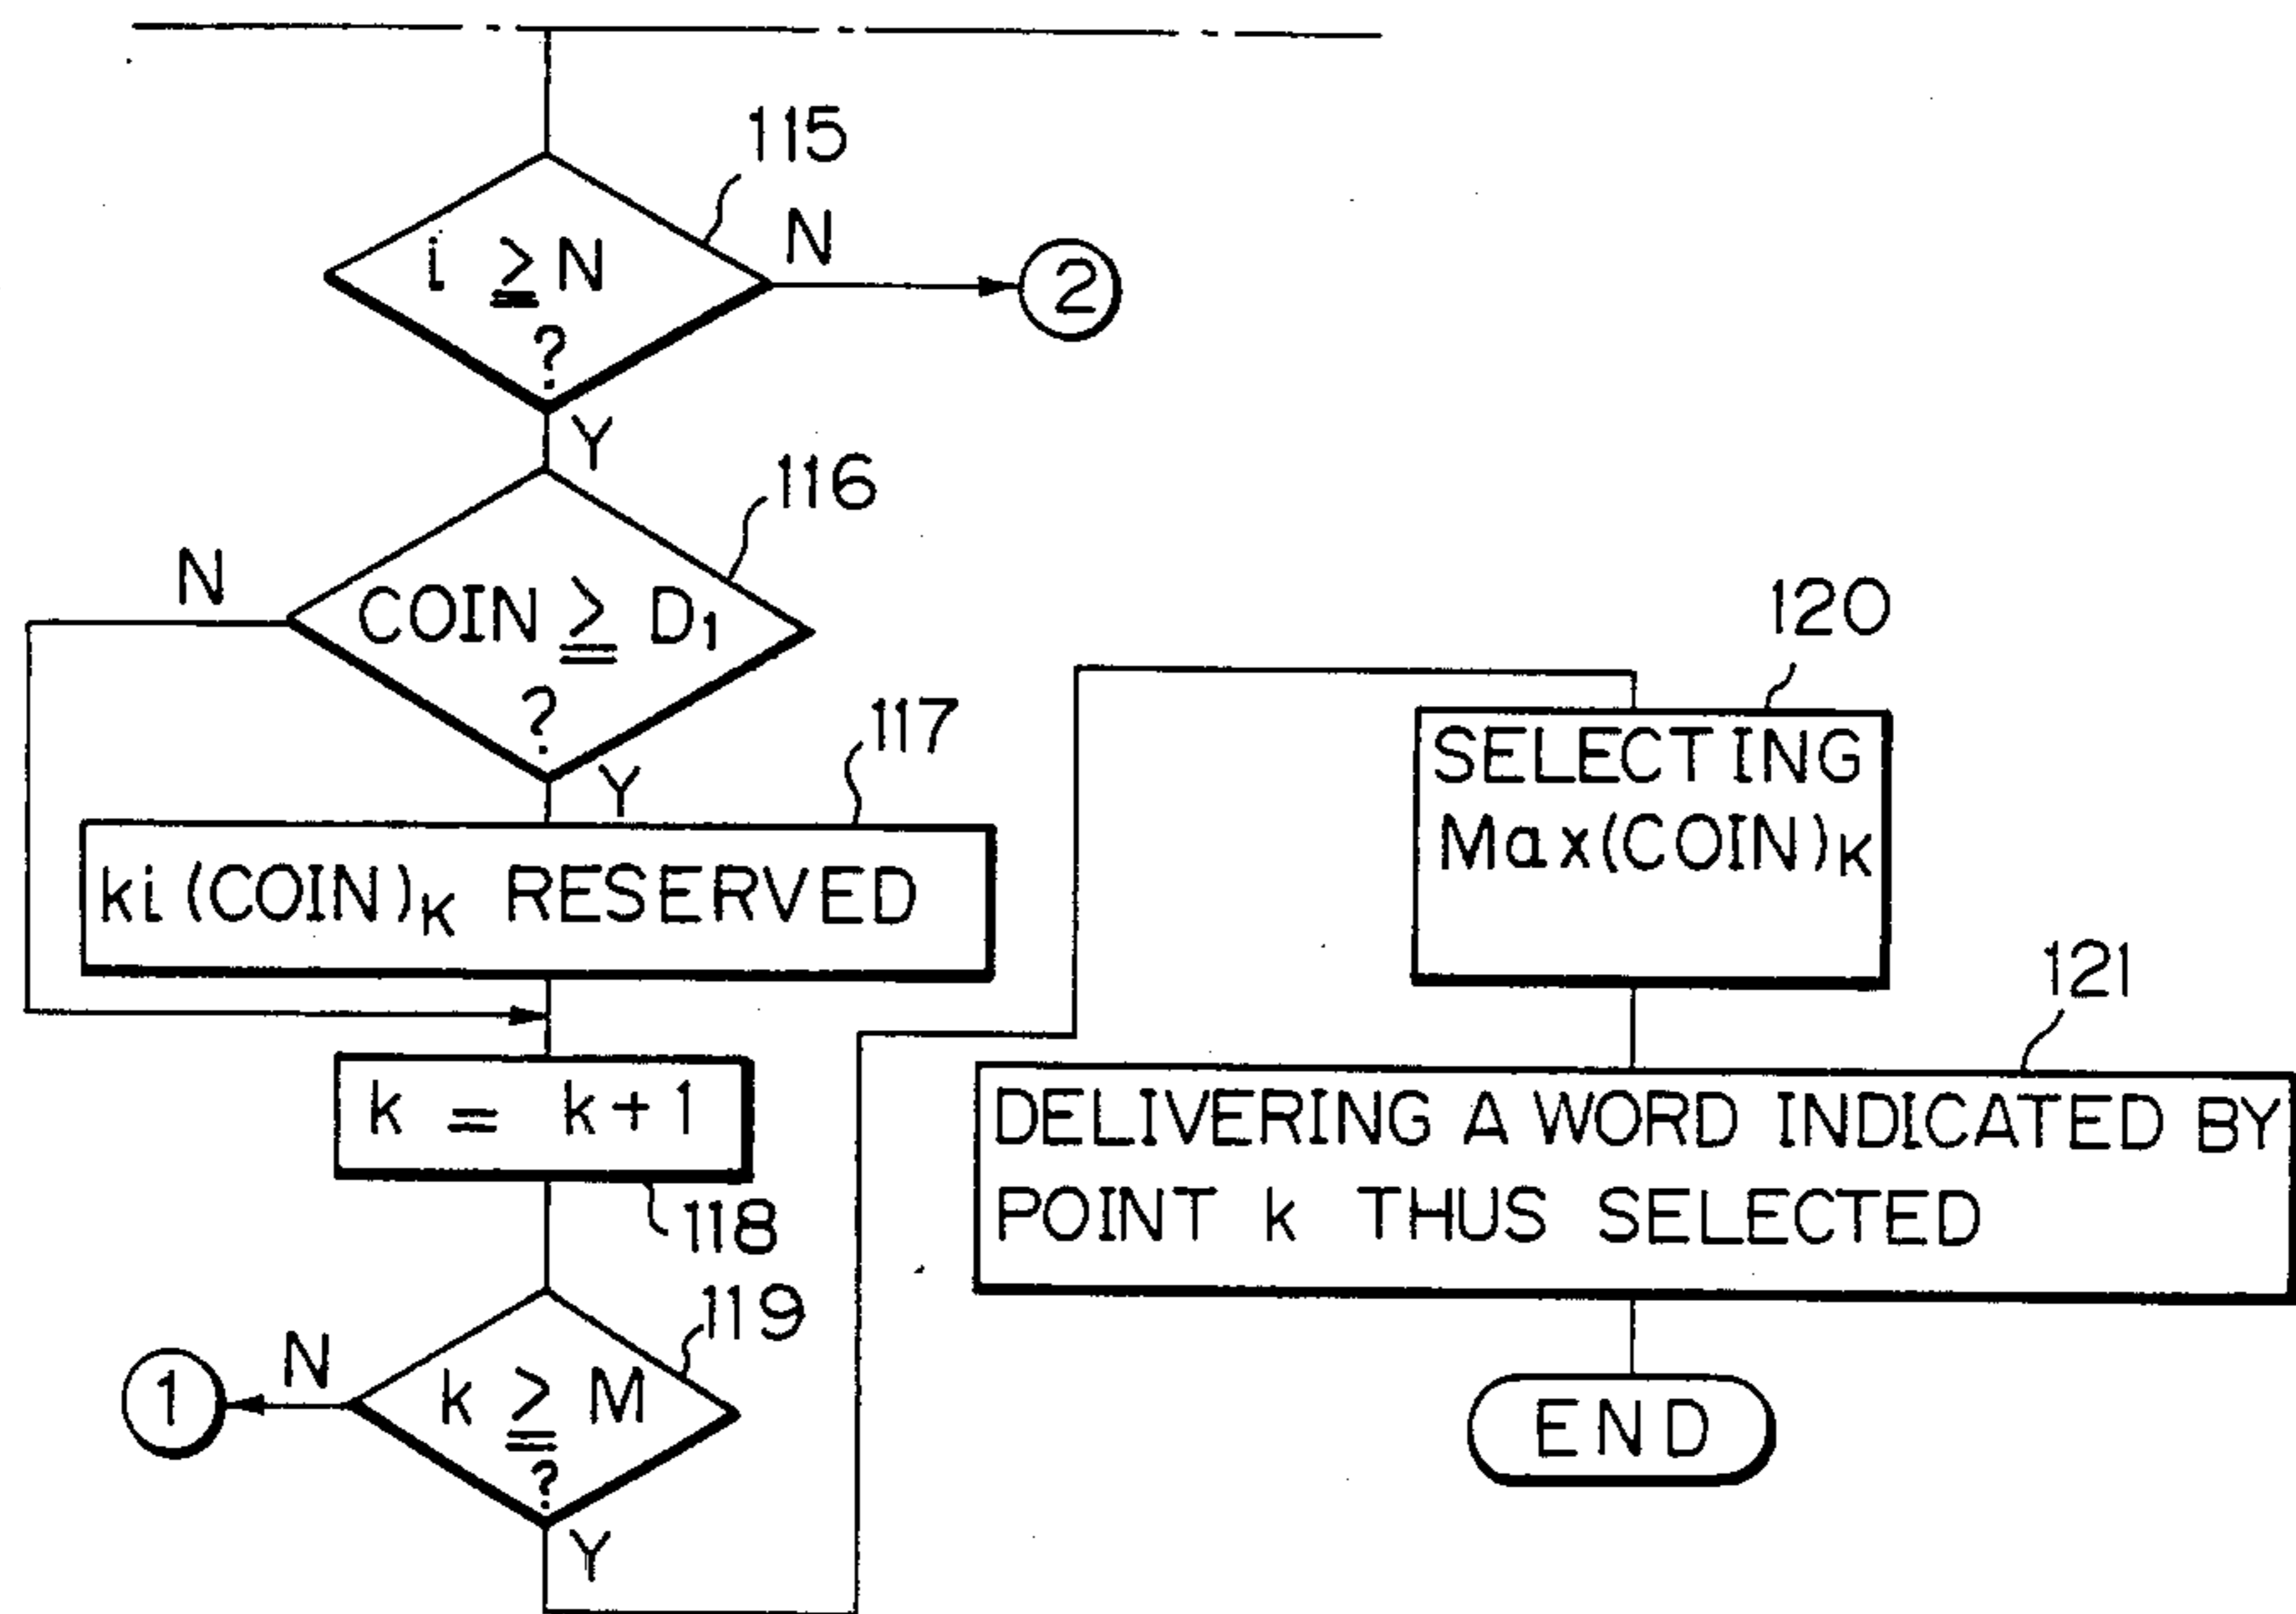 115
i ≧ N
?
N
2
Y
116
COIN ≧ D₁
?
N
Y
117
ki(COIN)ₖ RESERVED
k = k+1
118
119
k ≧ M
?
N
1
Y
120
SELECTING
Max(COIN)ₖ
121
DELIVERING A WORD INDICATED BY
POINT k THUS SELECTED
END